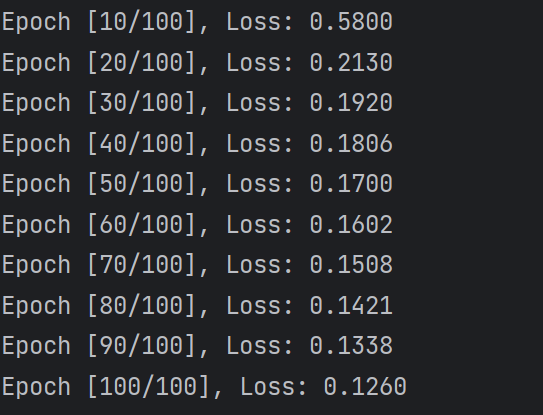 Epoch [10/100], Loss: 0.5800
Epoch [20/100], Loss: 0.2130
Epoch [30/100], Loss: 0.1920
Epoch [40/100], Loss: 0.1806
Epoch [50/100], Loss: 0.1700
Epoch [60/100], Loss: 0.1602
Epoch [70/100], Loss: 0.1508
Epoch [80/100], Loss: 0.1421
Epoch [90/100], Loss: 0.1338
Epoch [100/100], Loss: 0.1260